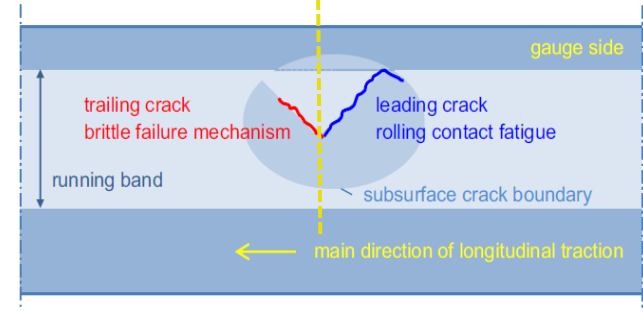 gauge side
trailing crack
brittle failure mechanism
leading crack
rolling contact fatigue
running band
subsurface crack boundary
main direction of longitudinal traction